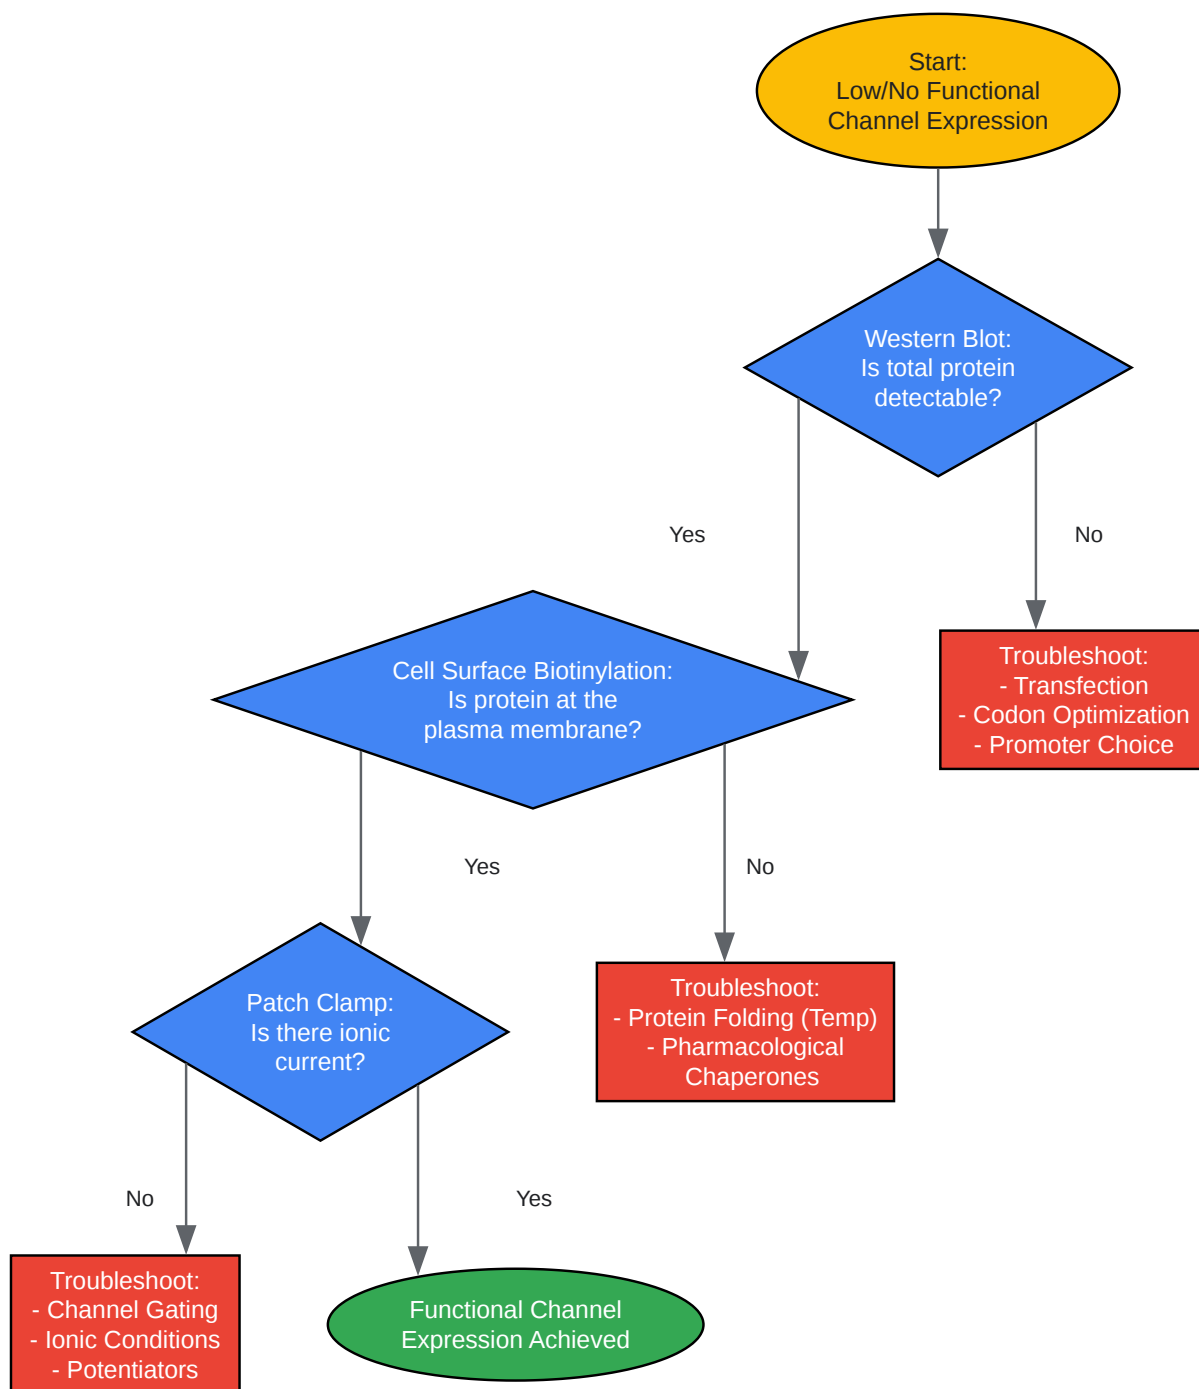 Start:
Low/No Functional
Channel Expression
Western Blot:
Is total protein
detectable?
Yes
No
Cell Surface Biotinylation:
Is protein at the
plasma membrane?
Troubleshoot:
- Transfection
- Codon Optimization
- Promoter Choice
Yes
No
Patch Clamp:
Is there ionic
current?
Troubleshoot:
- Protein Folding (Temp)
- Pharmacological
Chaperones
No
Yes
Troubleshoot:
- Channel Gating
- Ionic Conditions
- Potentiators
Functional Channel
Expression Achieved